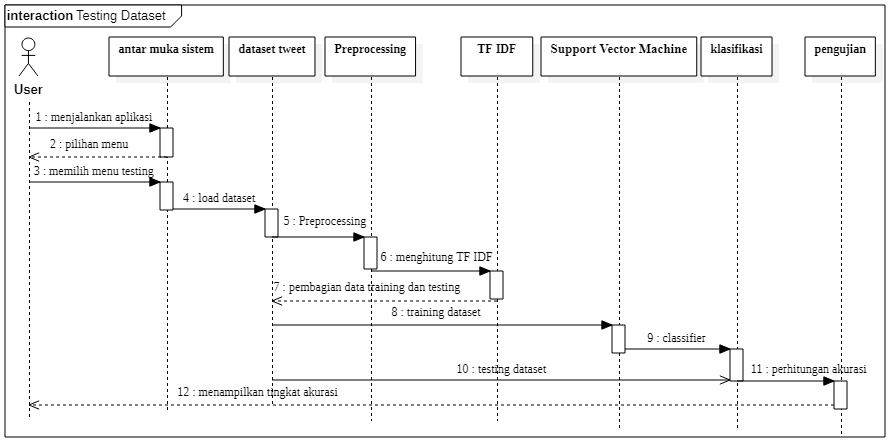 interaction Testing Dataset
antar muka sistem
dataset tweet
Preprocessing
TF IDF
Support Vector Machine
klasifikasi
pengujian
User
1 : menjalankan aplikasi
2 : pilihan menu
3 : memilih menu testing
4 : load dataset
5 : Preprocessing
6 : menghitung TF IDF
7 : pembagian data training dan testing
8 : training dataset
9 : classifier
10 : testing dataset
11 : perhitungan akurasi
12 : menampilkan tingkat akurasi